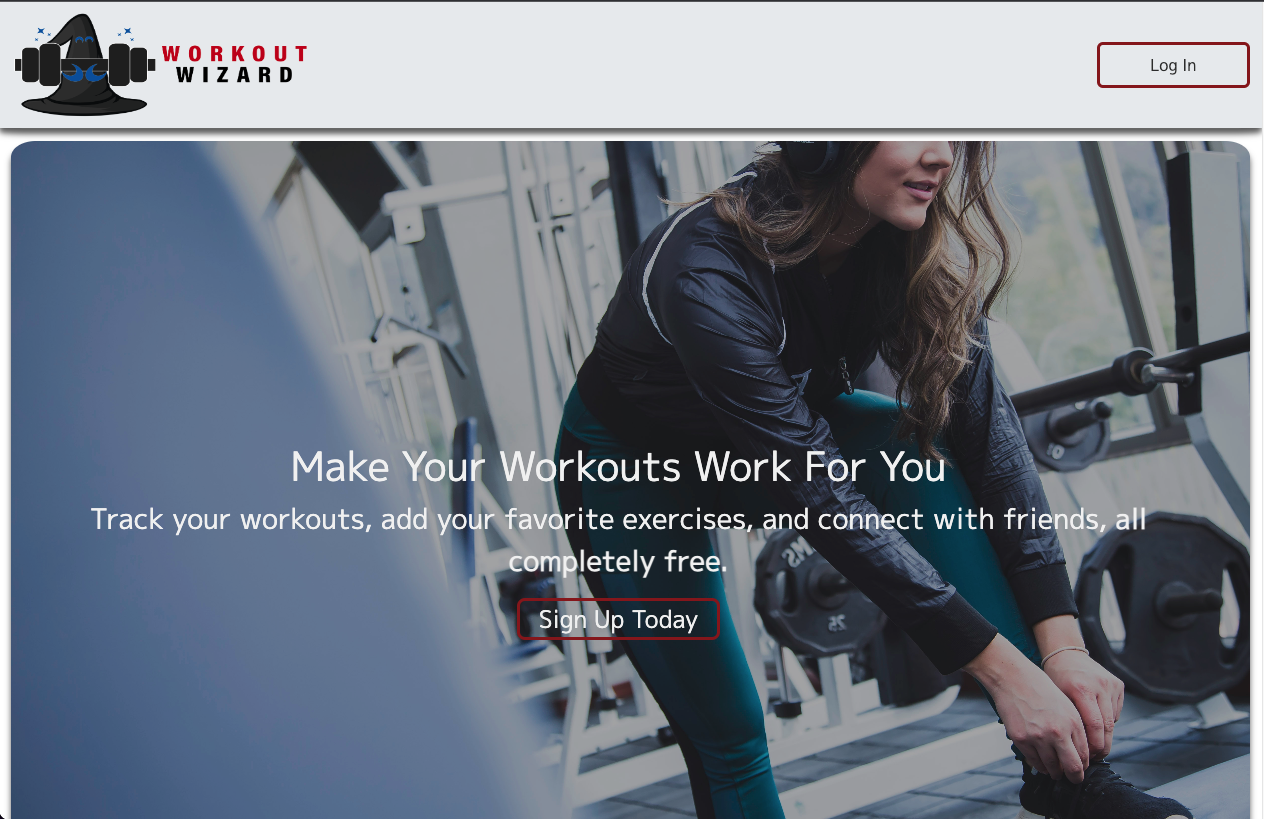 WORKOUT
WIZARD
Log In
Make Your Workouts Work For You
Track your workouts, add your favorite exercises, and connect with friends, all
completely free.
Sign Up Today
25